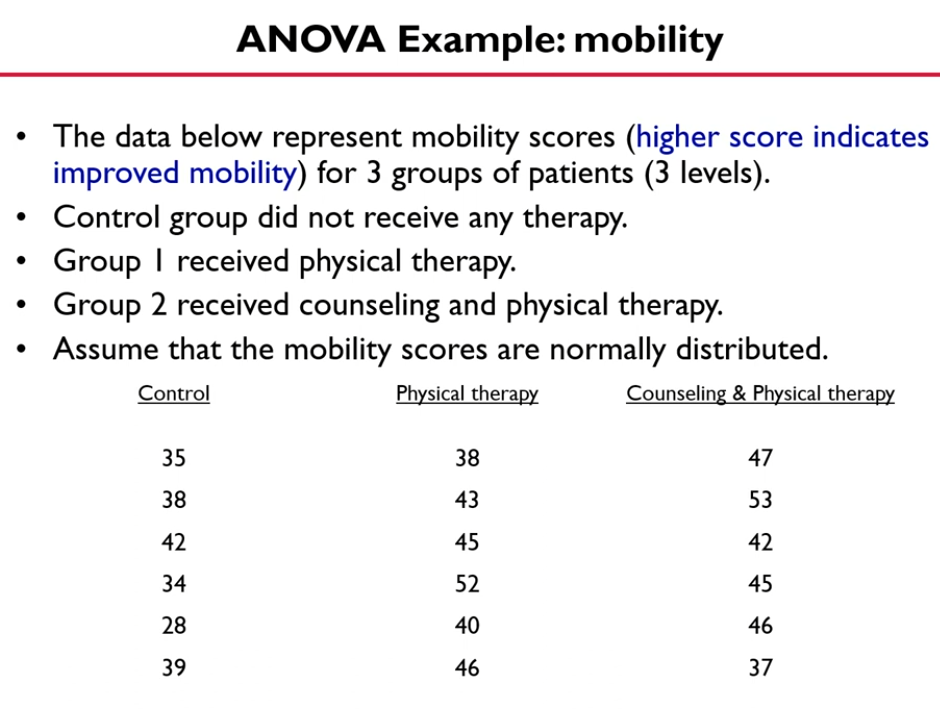 ANOVA Example: mobility
• The data below represent mobility scores (higher score indicates
improved mobility) for 3 groups of patients (3 levels).
• Control group did not receive any therapy.
• Group 1 received physical therapy.
• Group 2 received counseling and physical therapy.
• Assume that the mobility scores are normally distributed.
Control Physical therapy Counseling & Physical therapy
35 38 47
38 43 53
42 45 42
34 52 45
28 40 46
39 46 37